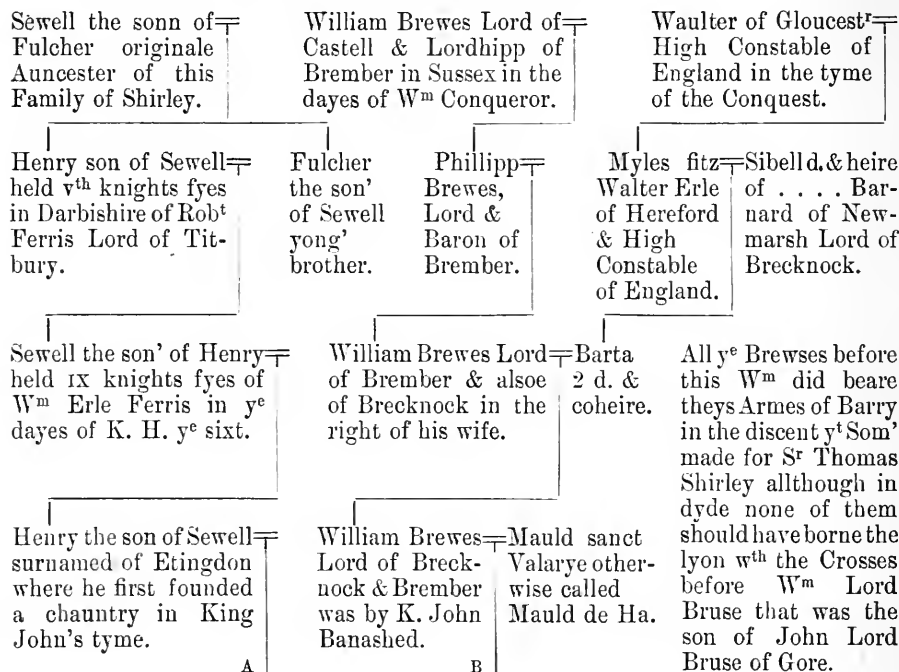 Sewell the sonn of
Fulcher originale
Auncester of this
Family of Shirley.
William Brewes Lord of
Castell & Lordhipp of
Brember in Sussex in the
dayes of Wᵐ Conqueror.
Waulter of Gloucestʳ
High Constable of
England in the tyme
of the Conquest.
Henry son of Sewell
held vᵗʰ knights fyes
in Darbishire of Robᵗ
Ferris Lord of Tit-
bury.
Fulcher
the son'
of Sewell
yong'
brother.
Phillipp
Brewes,
Lord &
Baron of
Brember.
Myles fitz
Walter Erle
of Hereford
& High
Constable
of England.
Sibell d. & heire
of . . . . Bar-
nard of New-
marsh Lord of
Brecknock.
Sewell the son' of Henry
held IX knights fyes of
Wᵐ Erle Ferris in yᵉ
dayes of K. H. yᵉ sixt.
William Brewes Lord
of Brember & alsoe
of Brecknock in the
right of his wife.
Barta
2 d. &
coheire.
All yᵉ Brewses before
this Wᵐ did beare
theys Armes of Barry
in the discent yᵗ Som'
made for Sʳ Thomas
Shirley allthough in
dyde none of them
should have borne the
lyon wᵗʰ the Crosses
before Wᵐ Lord
Bruse that was the
son of John Lord
Bruse of Gore.
Henry the son of Sewell
surnamed of Etingdon
where he first founded
a chauntry in King
John's tyme.
A
William Brewes
Lord of Breck-
nock & Brember
was by K. John
Banashed.
B
Mauld sanct
Valarye other-
wise called
Mauld de Ha.